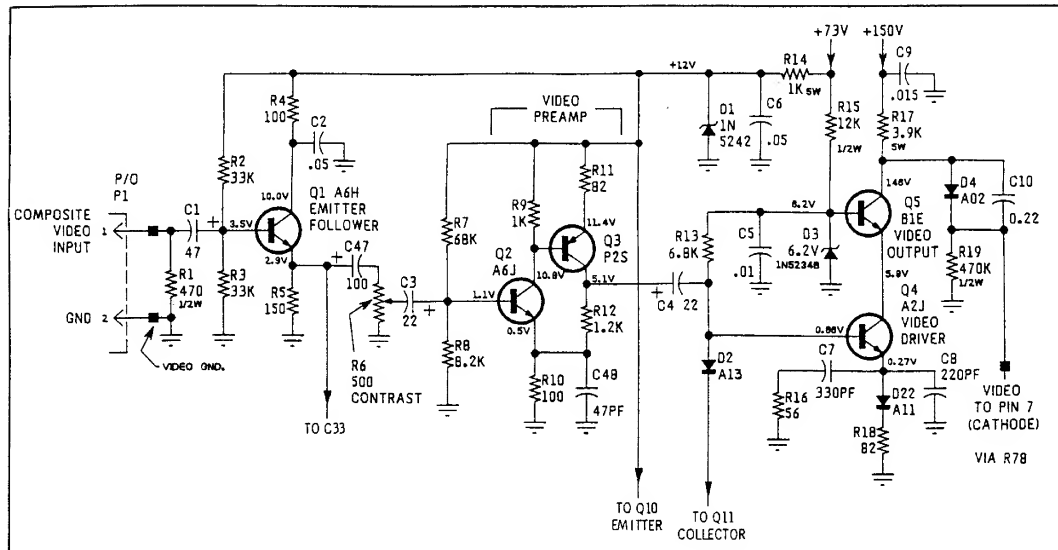 +73V
+150V
+12V
R14
1K 5W
C9
.015
R4
100
C2
.05
VIDEO
PREAMP
D1
1N
5242
C6
.05
R15
12K
1/2W
R17
3.9K
5W
R2
33K
R11
82
P/O
P1
COMPOSITE
VIDEO
INPUT
1
GND
2
VIDEO GND.
C1
+
47
R1
470
1/2W
10.0V
3.5V
2.9V
Q1 A6H
EMITTER
FOLLOWER
R3
33K
R5
150
C47
+
100
R6
500
CONTRAST
C3
22
+
R7
68K
R8
8.2K
R9
1K
Q2
A6J
1.1V
0.5V
10.8V
11.4V
Q3
P2S
5.1V
R12
1.2K
R10
100
C48
47PF
TO C33
TO Q10
EMITTER
+
C4 22
R13
6.8K
6.2V
C5
.01
D3
6.2V
1N5234B
148V
Q5
B1E
VIDEO
OUTPUT
5.8V
D4
A02
C10
0.22
R19
470K
1/2W
Q4
A2J
VIDEO
DRIVER
0.88V
0.27V
D2
A13
C7
330PF
R16
56
C8
220PF
D22
A11
R18
82
TO Q11
COLLECTOR
VIDEO
TO PIN 7
(CATHODE)
VIA R78